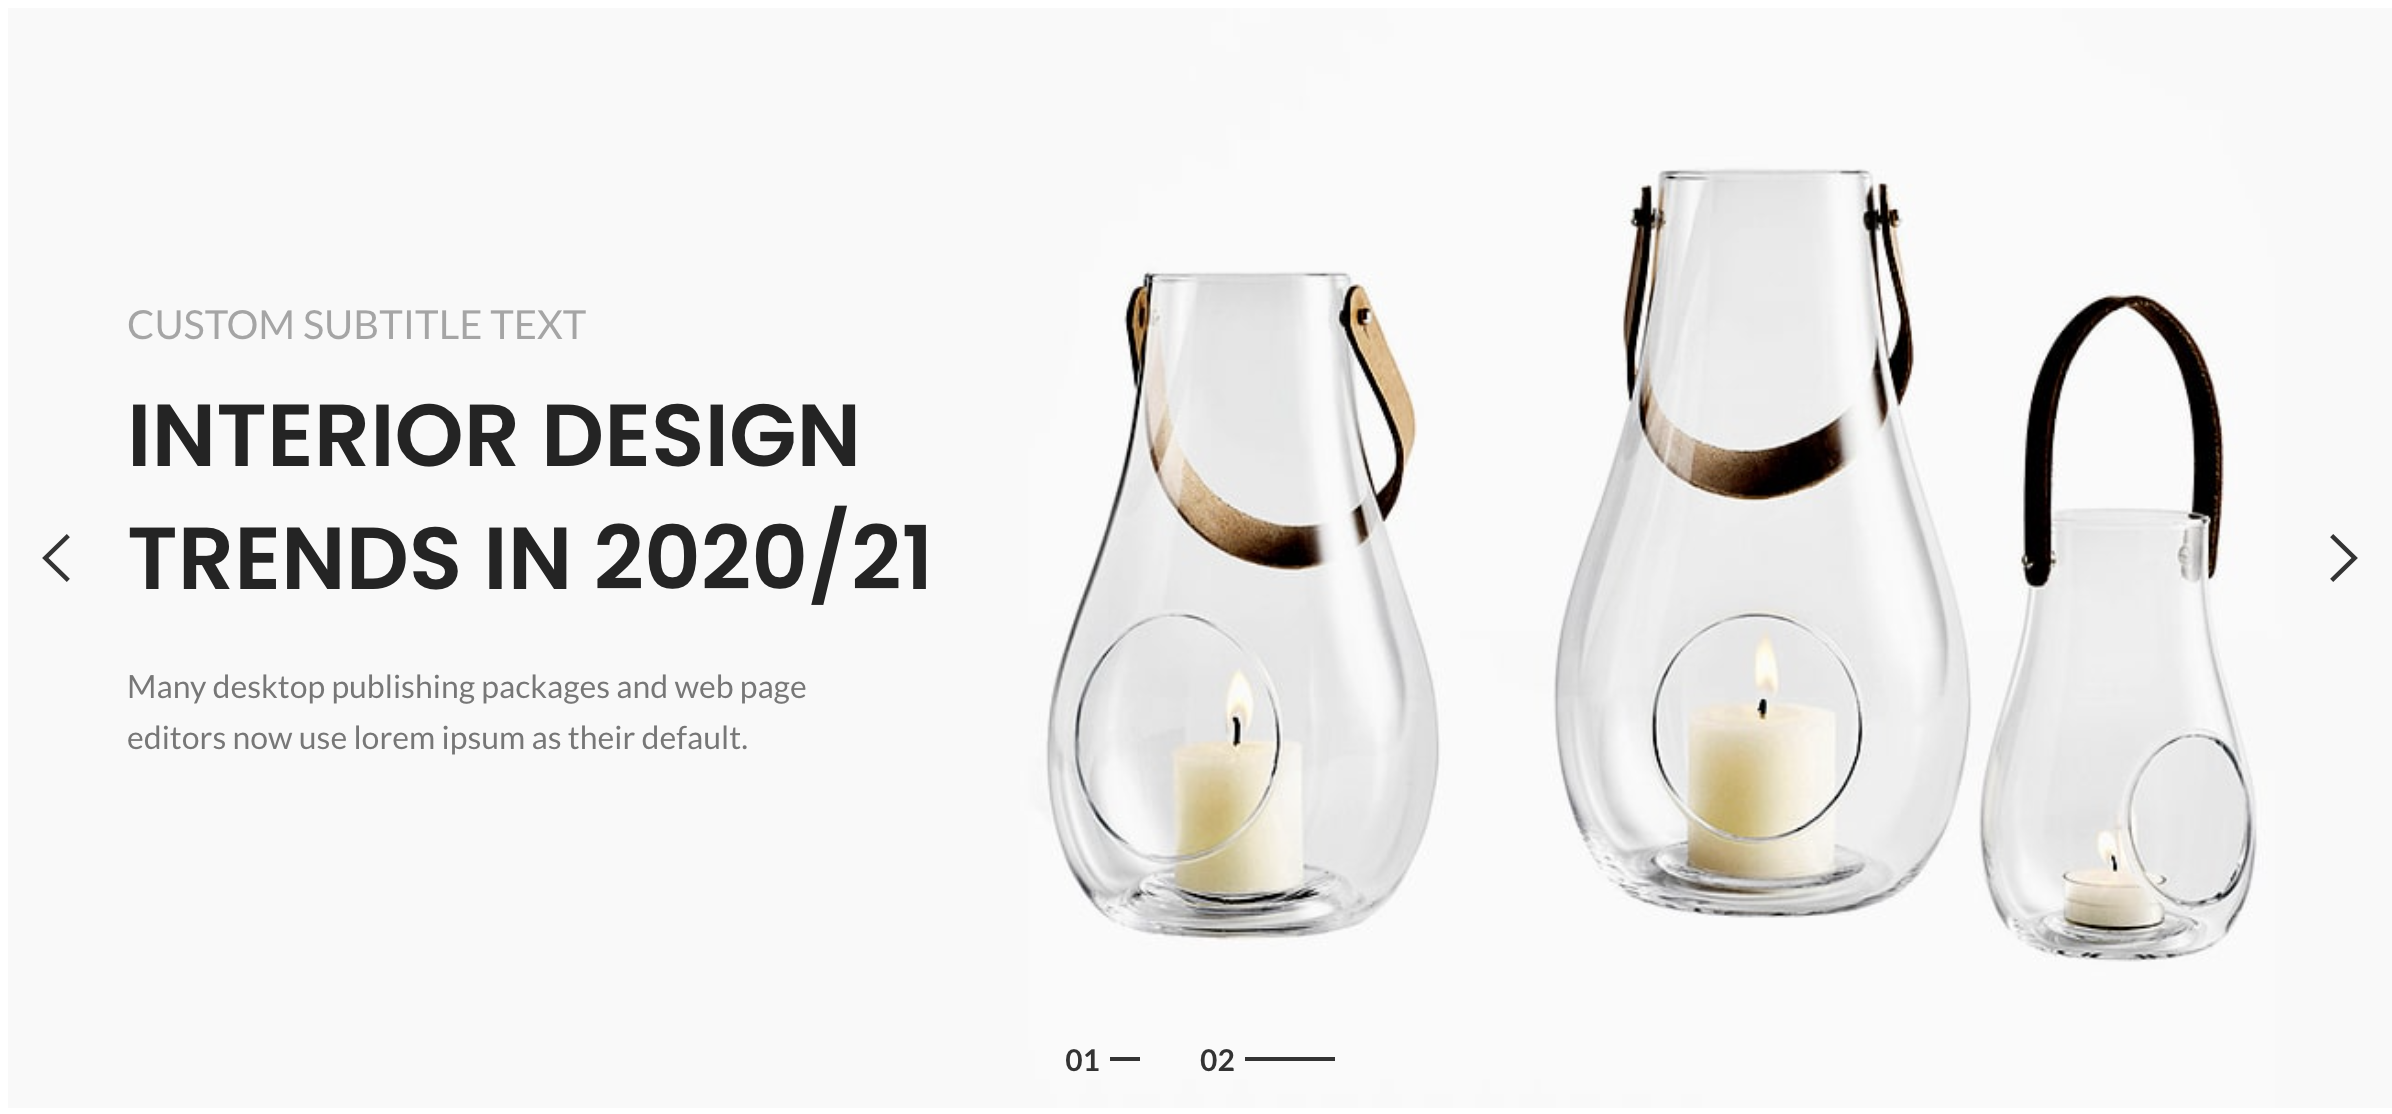 CUSTOM SUBTITLE TEXT
INTERIOR DESIGN
TRENDS IN 2020/21
Many desktop publishing packages and web page
editors now use lorem ipsum as their default.
01 02